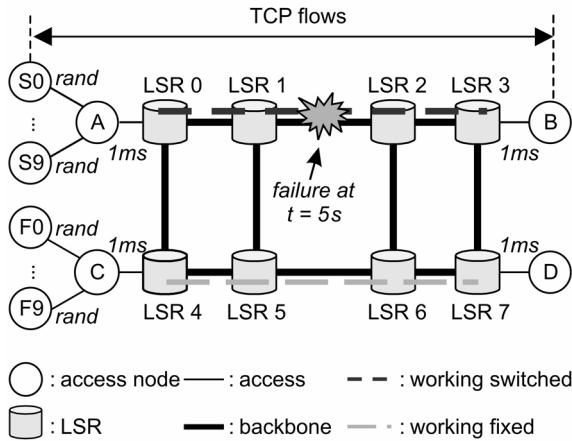 TCP flows
S0 rand
LSR 0 LSR 1 LSR 2 LSR 3
⋮ A B
S9 rand 1ms 1ms
failure at
t = 5s
F0 rand
1ms 1ms
⋮ C D
F9 rand
LSR 4 LSR 5 LSR 6 LSR 7
: access node : access : working switched
: LSR : backbone : working fixed